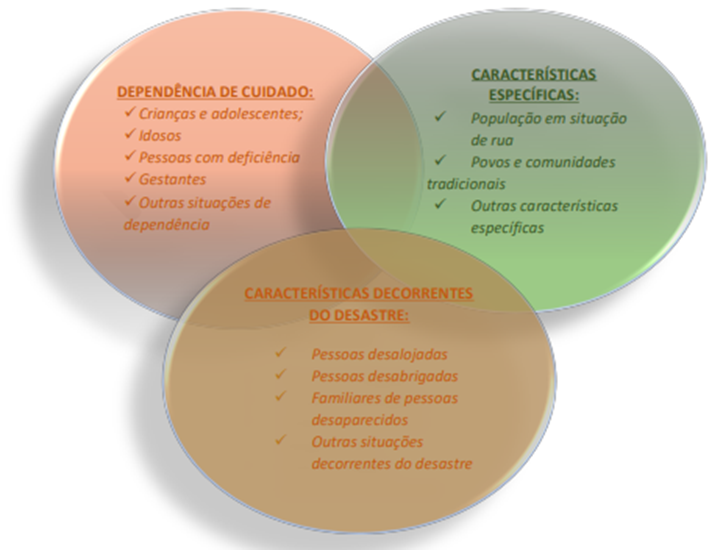 DEPENDÊNCIA DE CUIDADO:
✓ Crianças e adolescentes;
✓ Idosos
✓ Pessoas com deficiência
✓ Gestantes
✓ Outras situações de
dependência
CARACTERÍSTICAS
ESPECÍFICAS:
✓ População em situação
de rua
✓ Povos e comunidades
tradicionais
✓ Outras características
específicas
CARACTERÍSTICAS DECORRENTES
DO DESASTRE:
✓ Pessoas desalojadas
✓ Pessoas desabrigadas
✓ Familiares de pessoas
desaparecidos
✓ Outras situações
decorrentes do desastre